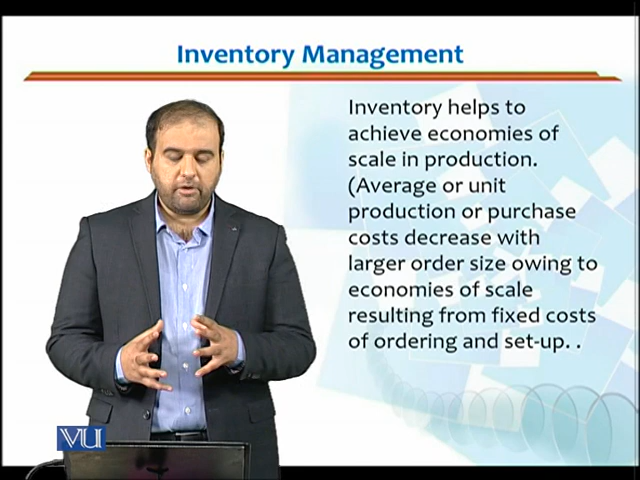 Inventory Management
Inventory helps to
achieve economies of
scale in production.
(Average or unit
production or purchase
costs decrease with
larger order size owing to
economies of scale
resulting from fixed costs
of ordering and set-up. .
VU